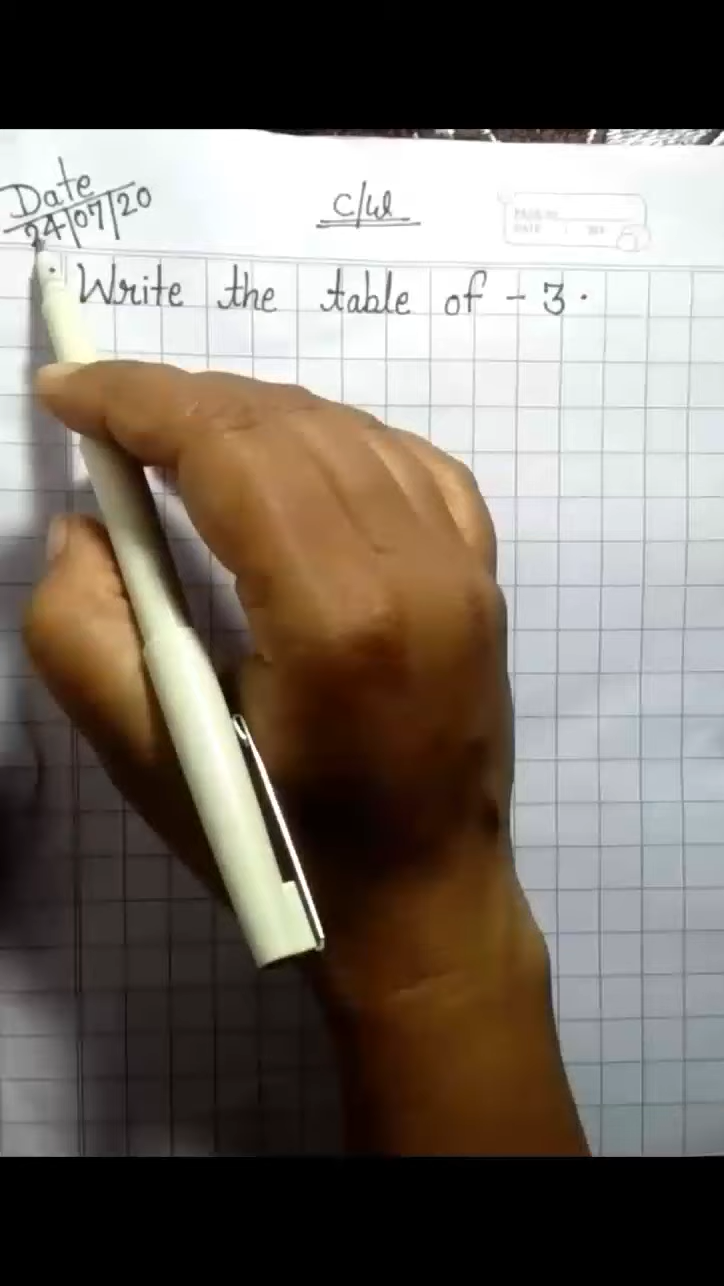 Date
24/07/20
C/W
Write the table of - 3.